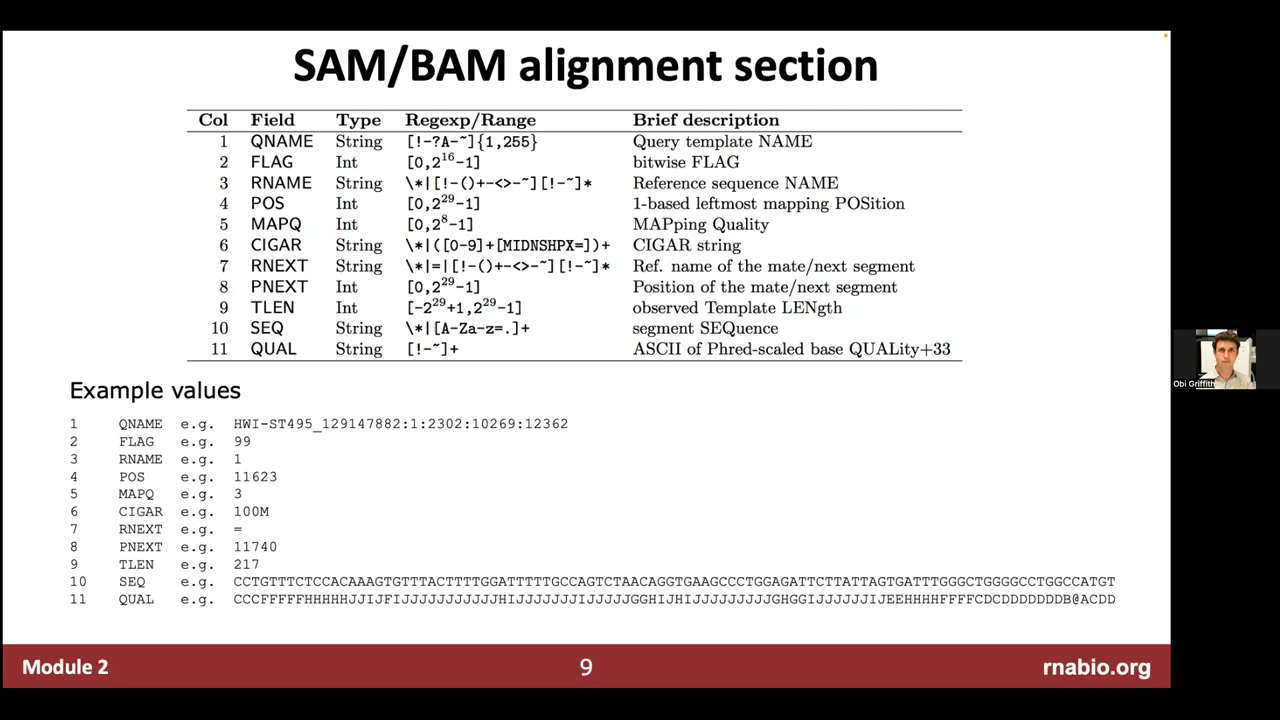 SAM/BAM alignment section
Col Field Type Regexp/Range Brief description
1 QNAME String [!-?A-~]{1,255} Query template NAME
2 FLAG Int [0,2^16-1] bitwise FLAG
3 RNAME String \*|[!-()+-<>-~][!-~]* Reference sequence NAME
4 POS Int [0,2^29-1] 1-based leftmost mapping POSition
5 MAPQ Int [0,2^8-1] MAPping Quality
6 CIGAR String \*|([0-9]+[MIDNSHPX=])+ CIGAR string
7 RNEXT String \*|=|[!-()+-<>-~][!-~]* Ref. name of the mate/next segment
8 PNEXT Int [0,2^29-1] Position of the mate/next segment
9 TLEN Int [-2^29+1,2^29-1] observed Template LENgth
10 SEQ String \*|[A-Za-z=.]+ segment SEQuence
11 QUAL String [!-~]+ ASCII of Phred-scaled base QUALity+33
Example values
1 QNAME e.g. HWI-ST495_129147882:1:2302:10269:12362
2 FLAG e.g. 99
3 RNAME e.g. 1
4 POS e.g. 11623
5 MAPQ e.g. 3
6 CIGAR e.g. 100M
7 RNEXT e.g. =
8 PNEXT e.g. 11740
9 TLEN e.g. 217
10 SEQ e.g. CCTGTTTCTCCACAAAGTGTTTACTTTTGGATTTTTGCCAGTCTAACAGGTGAAGCCCTGGAGATTCTTATTAGTGATTTGGGCTGGGGCCTGGCCATGT
11 QUAL e.g. CCCFFFFFHHHHHJJIJFIJJJJJJJJJJJHIJJJJJJJIJJJJJGGHIJHIJJJJJJJJJGHGGIJJJJJJIJEEHHHHFFFFCDCDDDDDDDB@ACDD
Obi Griffith
Module 2 9 rnabio.org